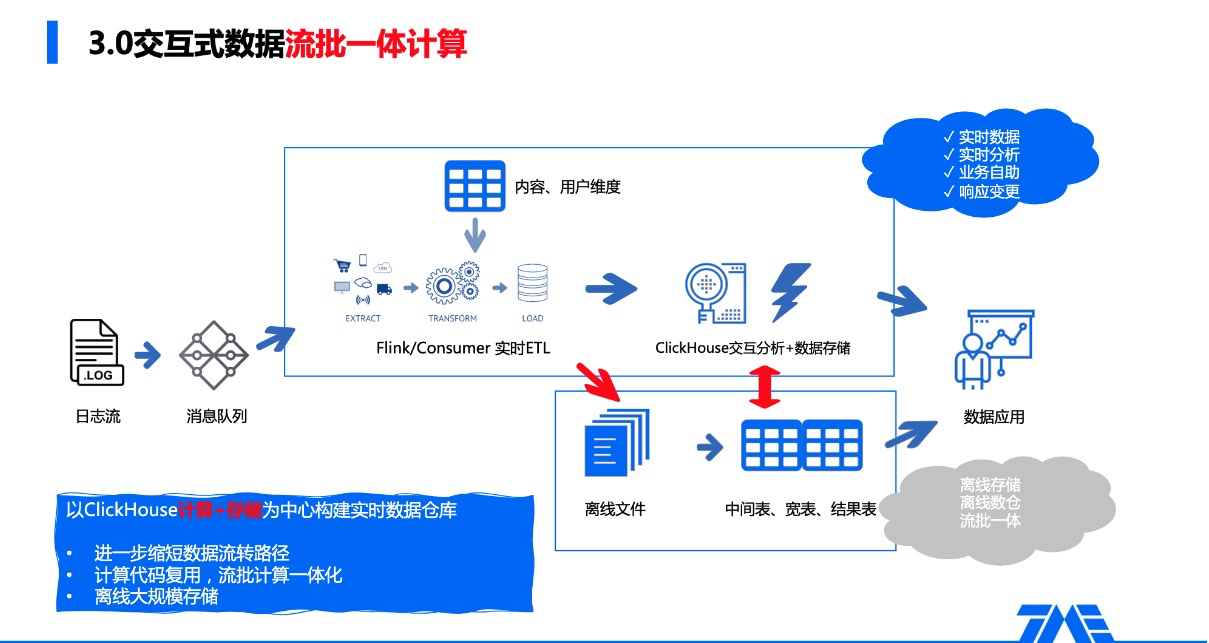 3.0交互式数据流批一体计算
✓ 实时数据
✓ 实时分析
✓ 业务自助
✓ 响应变更
内容、用户维度
CRM
EXTRACT
TRANSFORM
LOAD
Flink/Consumer 实时ETL
ClickHouse交互分析+数据存储
.LOG
日志流
消息队列
数据应用
离线文件
中间表、宽表、结果表
离线存储
离线数仓
流批一体
以ClickHouse计算+存储为中心构建实时数据仓库
• 进一步缩短数据流转路径
• 计算代码复用，流批计算一体化
• 离线大规模存储
TME